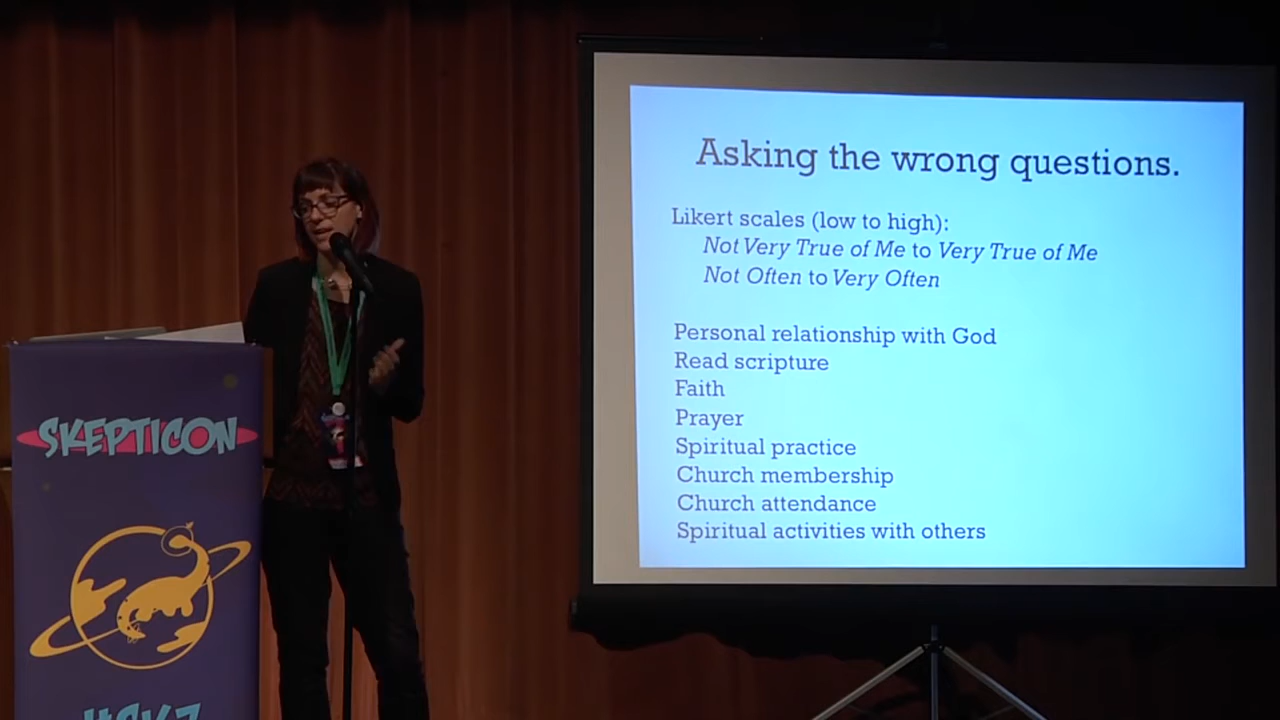 SKEPTICON
Asking the wrong questions.
Likert scales (low to high):
Not Very True of Me to Very True of Me
Not Often to Very Often
Personal relationship with God
Read scripture
Faith
Prayer
Spiritual practice
Church membership
Church attendance
Spiritual activities with others